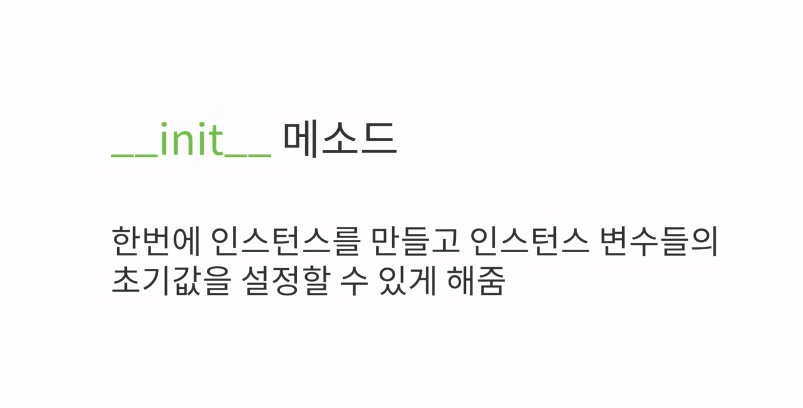 __init__ 메소드
한번에 인스턴스를 만들고 인스턴스 변수들의
초기값을 설정할 수 있게 해줌